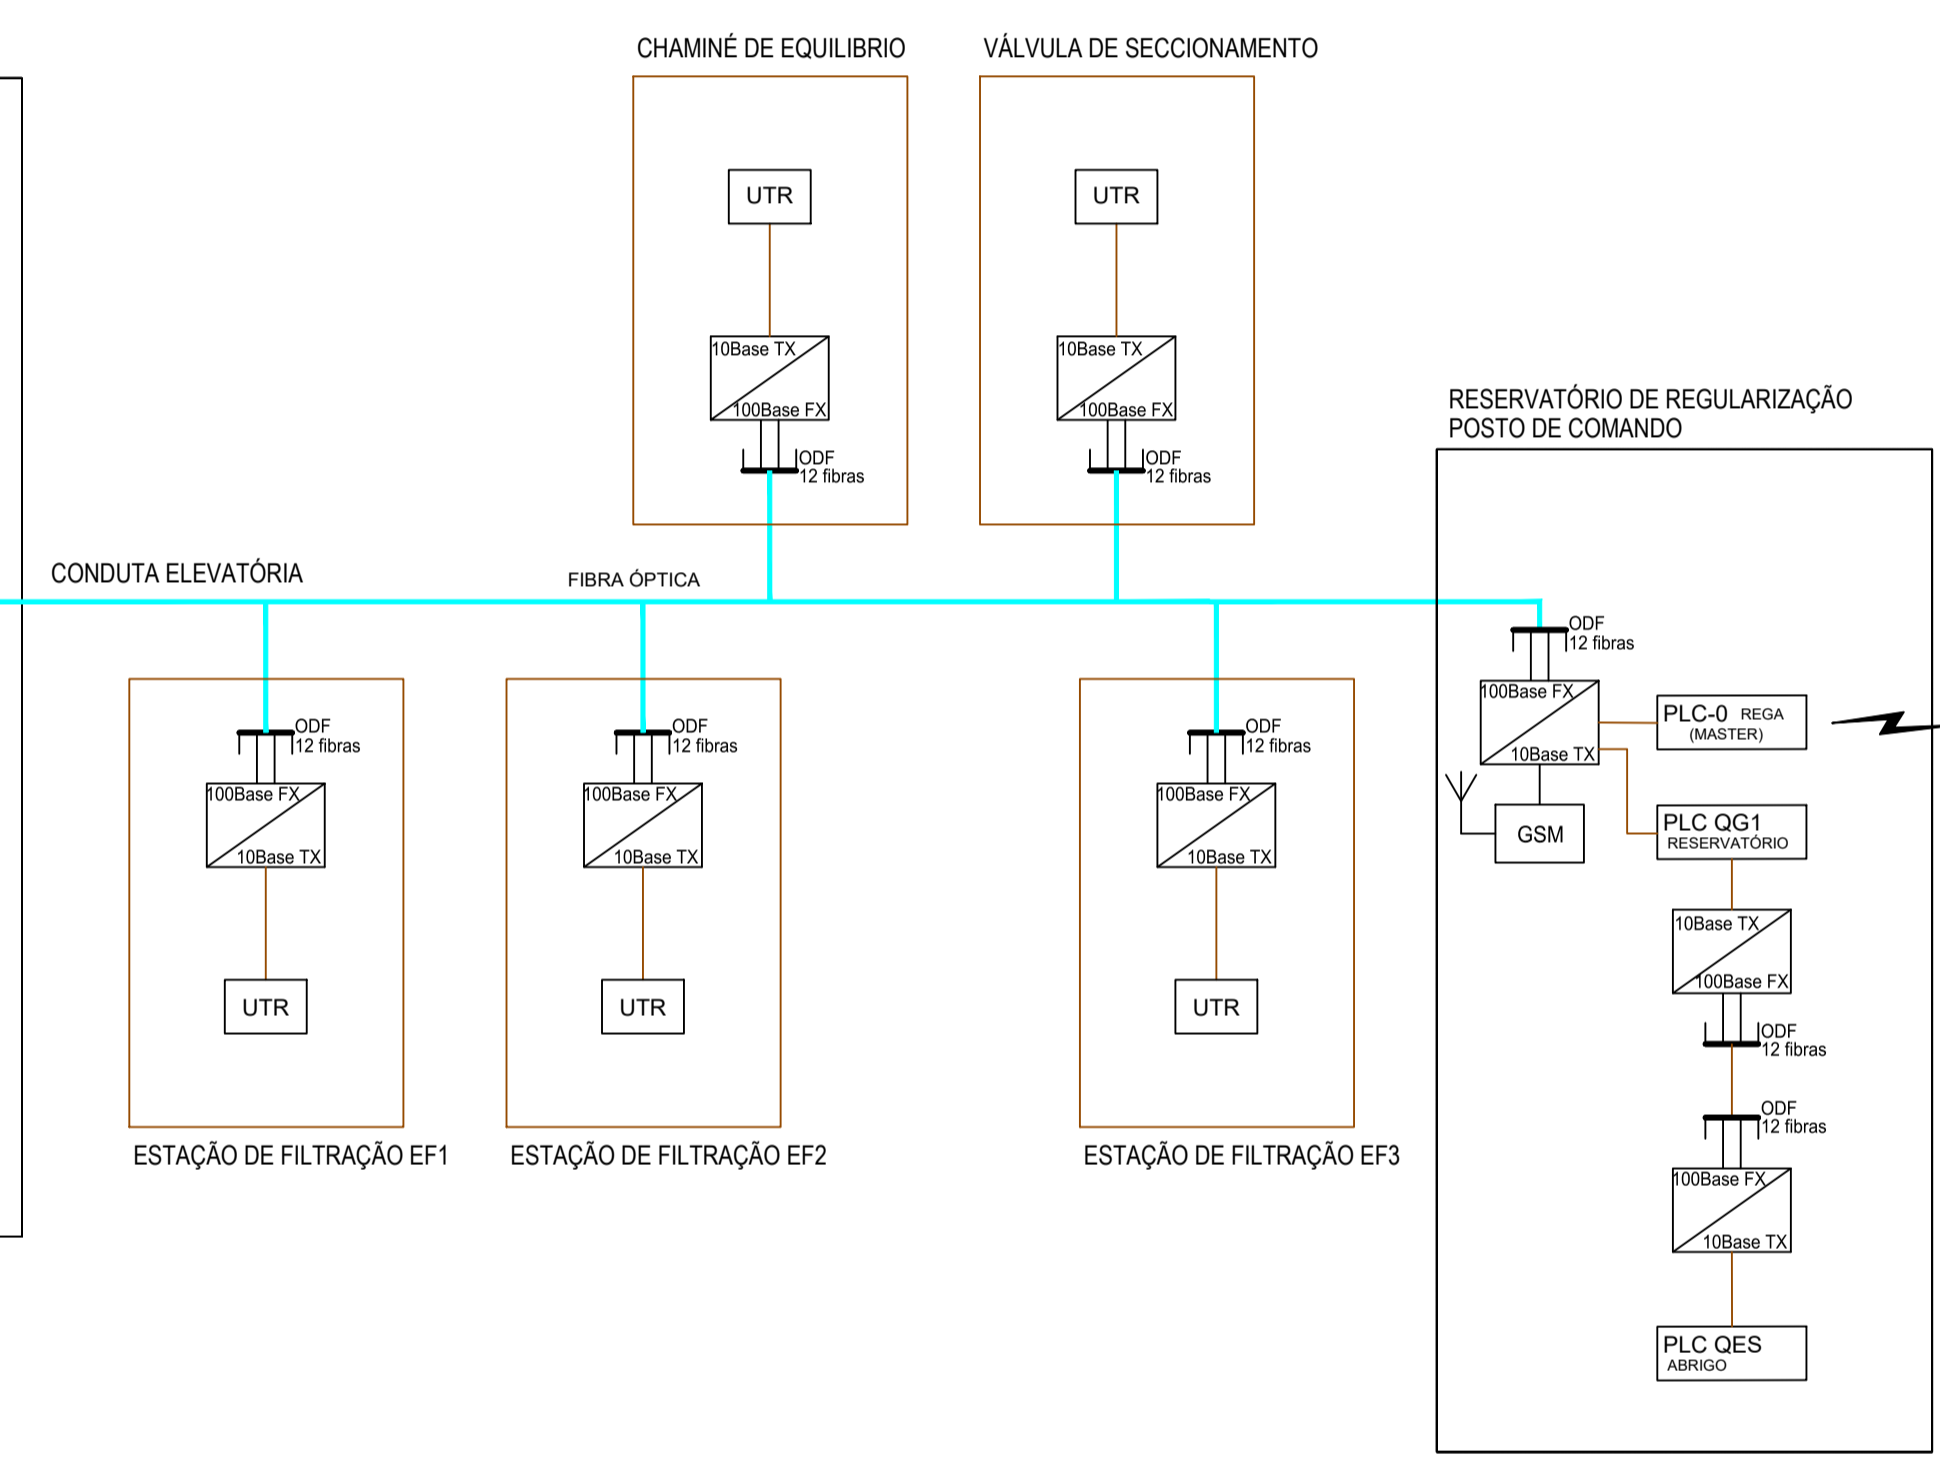 CHAMINÉ DE EQUILIBRIO
UTR
10Base TX
100Base FX
ODF
12 fibras
VÁLVULA DE SECCIONAMENTO
UTR
10Base TX
100Base FX
ODF
12 fibras
CONDUTA ELEVATÓRIA
FIBRA ÓPTICA
ODF
12 fibras
100Base FX
10Base TX
UTR
ESTAÇÃO DE FILTRAÇÃO EF1
ODF
12 fibras
100Base FX
10Base TX
UTR
ESTAÇÃO DE FILTRAÇÃO EF2
ODF
12 fibras
100Base FX
10Base TX
UTR
ESTAÇÃO DE FILTRAÇÃO EF3
RESERVATÓRIO DE REGULARIZAÇÃO
POSTO DE COMANDO
ODF
12 fibras
100Base FX
10Base TX
GSM
PLC-0 REGA
(MASTER)
PLC QG1
RESERVATÓRIO
10Base TX
100Base FX
ODF
12 fibras
ODF
12 fibras
100Base FX
10Base TX
PLC QES
ABRIGO